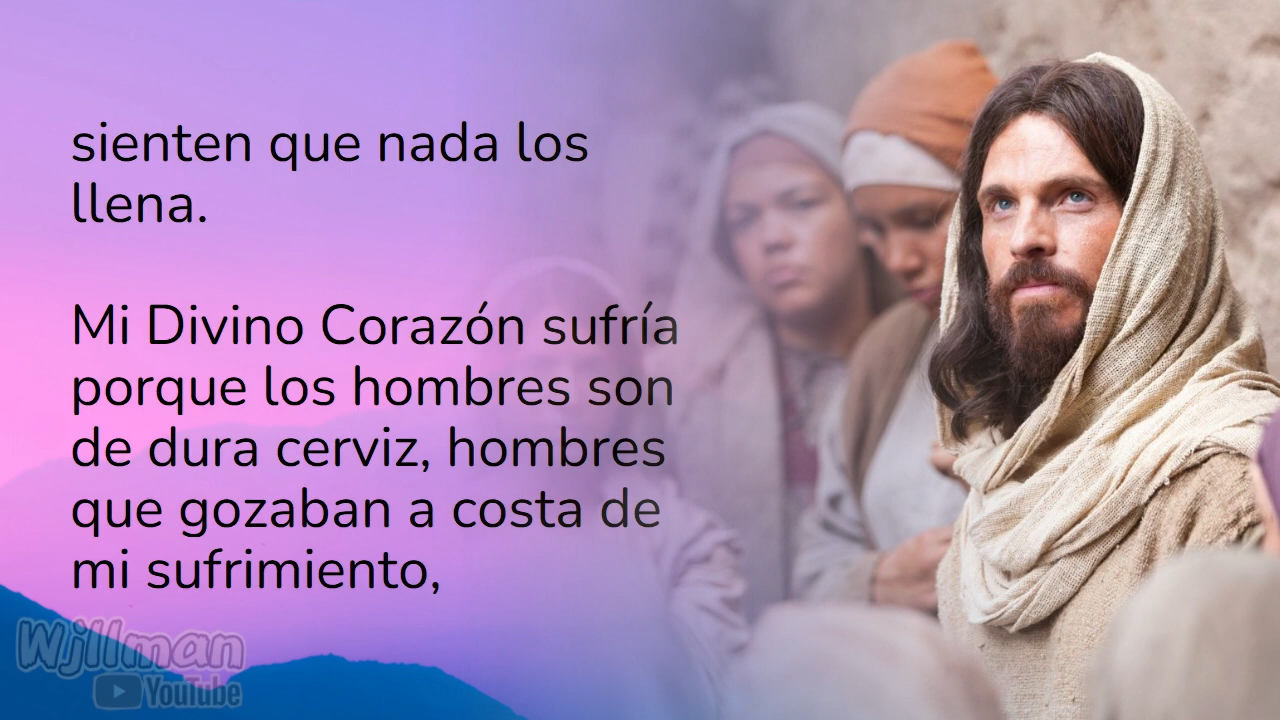 sienten que nada los
llena.
Mi Divino Corazón sufría
porque los hombres son
de dura cerviz, hombres
que gozaban a costa de
mi sufrimiento,
Wjllman
YouTube